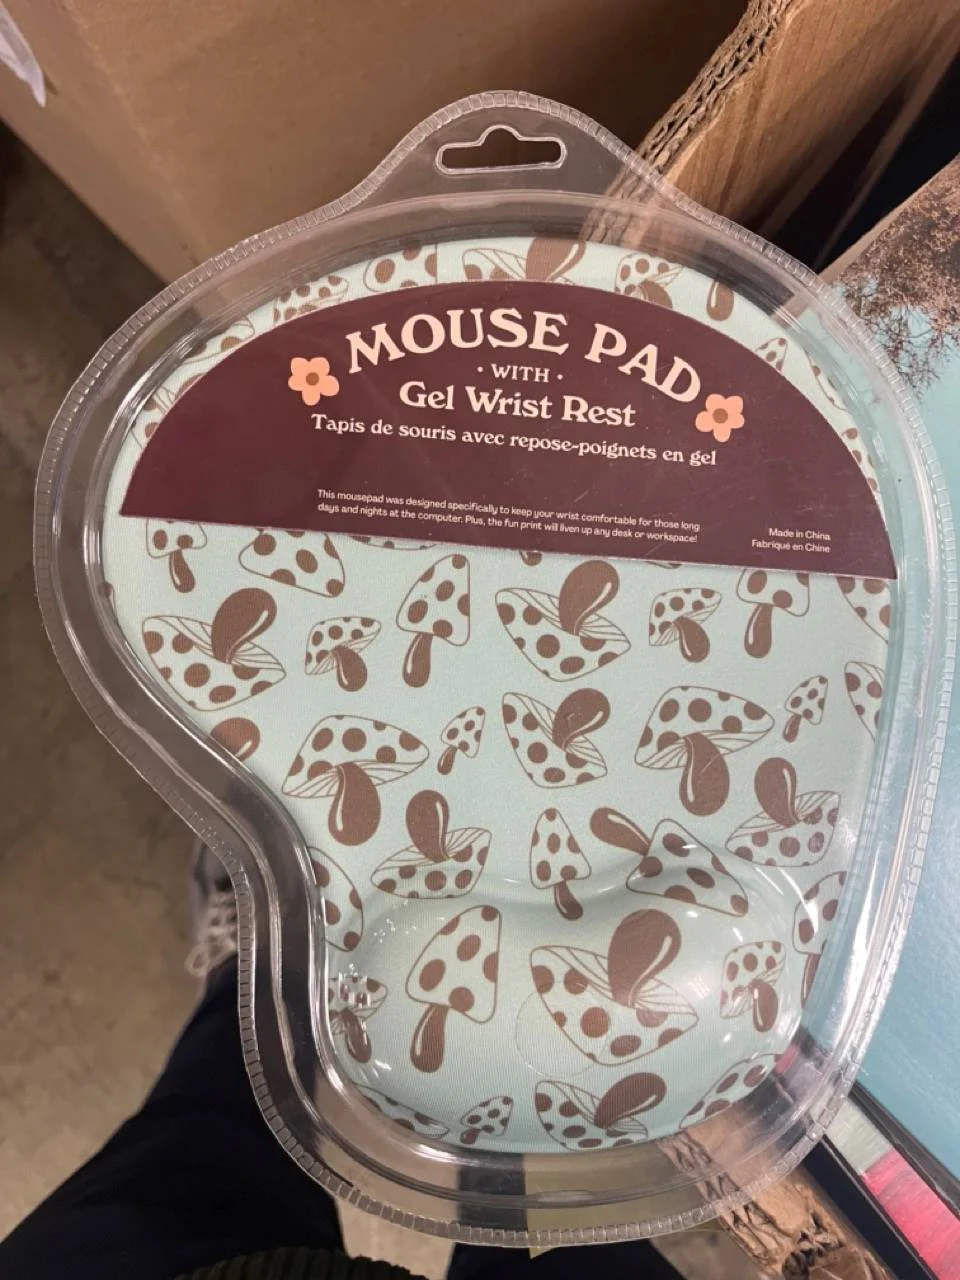 MOUSE PAD
· WITH ·
Gel Wrist Rest
Tapis de souris avec repose-poignets en gel
This mousepad was designed specifically to keep your wrist comfortable for those long
days and nights at the computer. Plus, the fun print will liven up any desk or workspace!
Made in China
Fabriqué en Chine